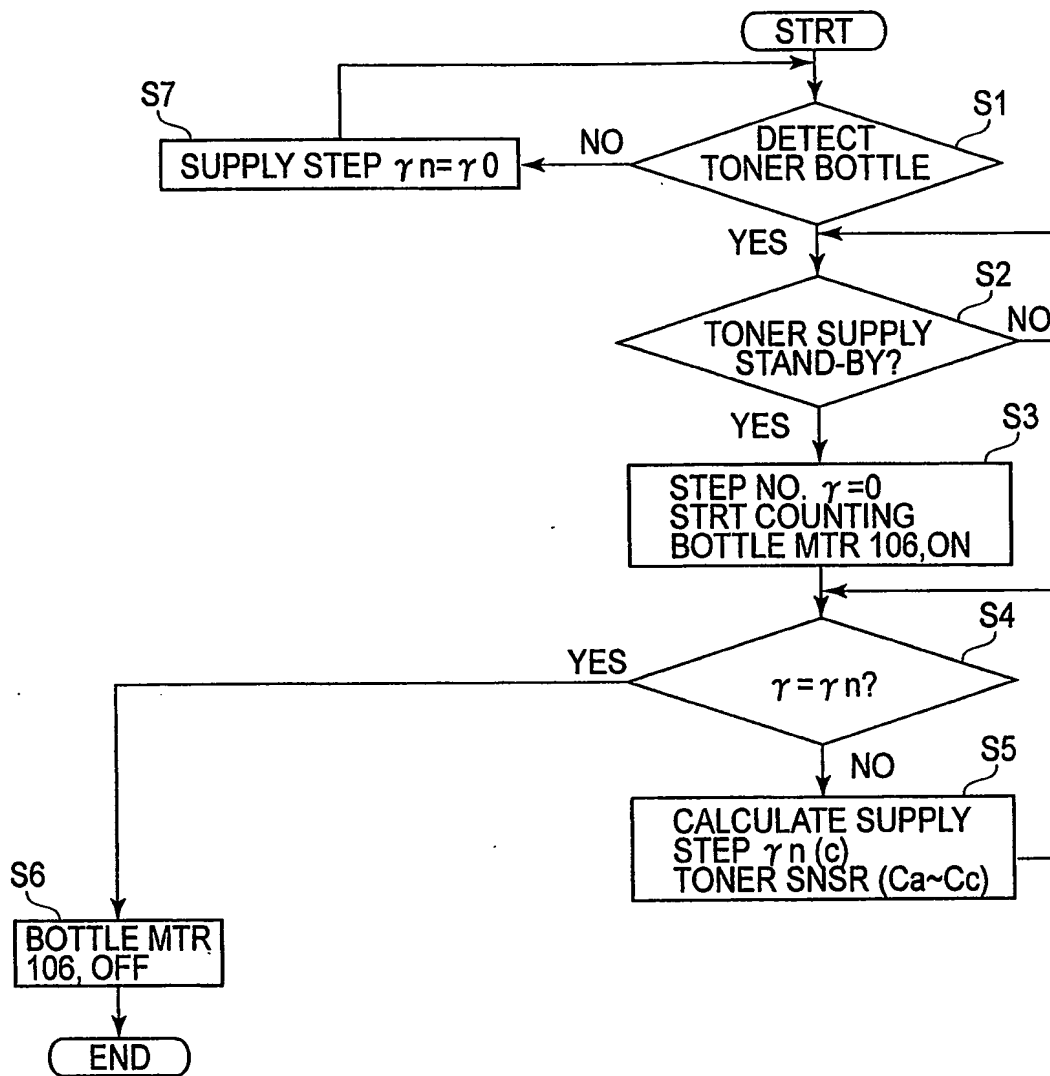 STRT
S7
SUPPLY STEP γn=γ0
NO
S1
DETECT
TONER BOTTLE
YES
S2
TONER SUPPLY
STAND-BY?
NO
YES
S3
STEP NO. γ=0
STRT COUNTING
BOTTLE MTR 106,ON
S4
YES
γ=γn?
NO
S5
CALCULATE SUPPLY
STEP γn (c)
TONER SNSR (Ca~Cc)
S6
BOTTLE MTR
106, OFF
END